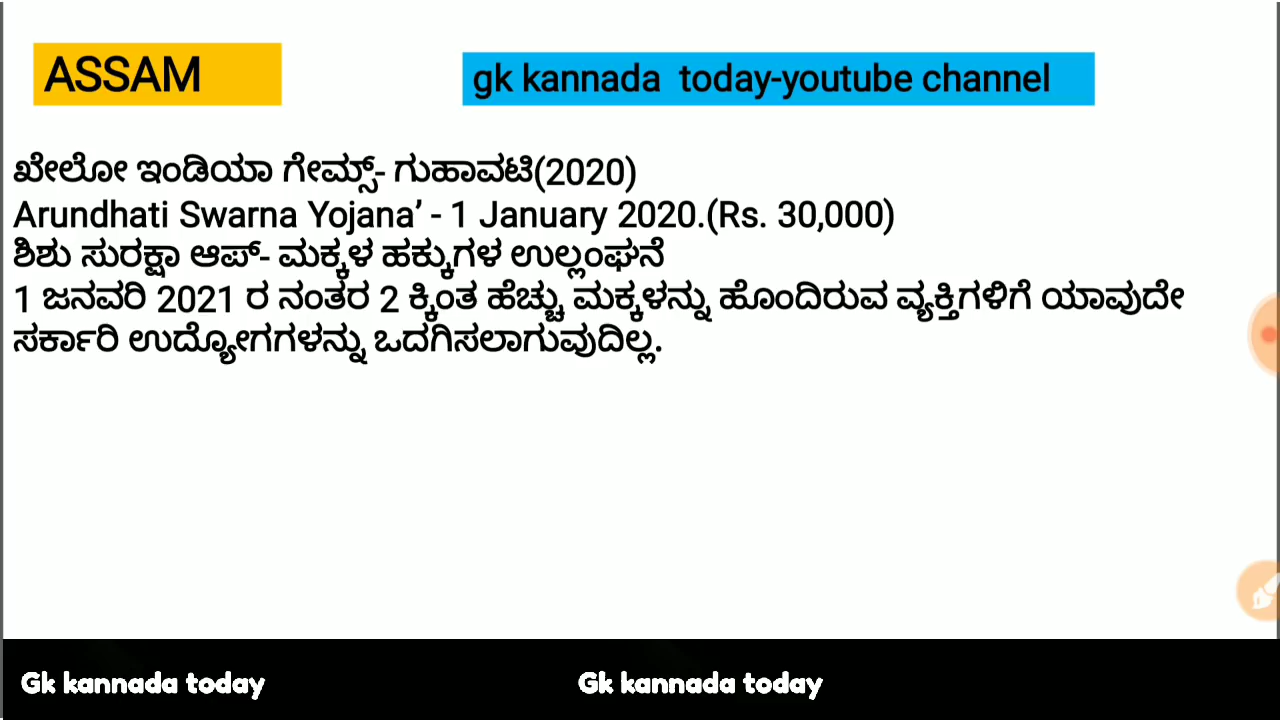 ASSAM
gk kannada today-youtube channel
ಖೇಲೋ ಇಂಡಿಯಾ ಗೇಮ್ಸ್- ಗುಹಾವಟಿ(2020)
Arundhati Swarna Yojana’ - 1 January 2020.(Rs. 30,000)
ಶಿಶು ಸುರಕ್ಷಾ ಆಪ್- ಮಕ್ಕಳ ಹಕ್ಕುಗಳ ಉಲ್ಲಂಘನೆ
1 ಜನವರಿ 2021 ರ ನಂತರ 2 ಕ್ಕಿಂತ ಹೆಚ್ಚು ಮಕ್ಕಳನ್ನು ಹೊಂದಿರುವ ವ್ಯಕ್ತಿಗಳಿಗೆ ಯಾವುದೇ
ಸರ್ಕಾರಿ ಉದ್ಯೋಗಗಳನ್ನು ಒದಗಿಸಲಾಗುವುದಿಲ್ಲ.
Gk kannada today
Gk kannada today